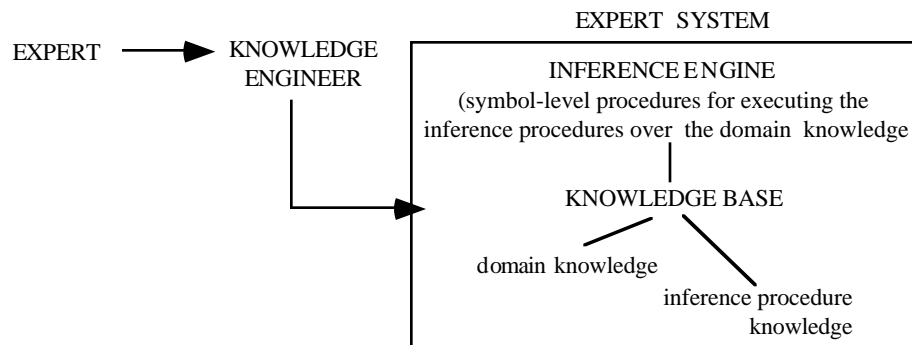 EXPERT SYSTEM
EXPERT
KNOWLEDGE
ENGINEER
INFERENCE ENGINE
(symbol-level procedures for executing the
inference procedures over the domain knowledge
KNOWLEDGE BASE
domain knowledge
inference procedure
knowledge